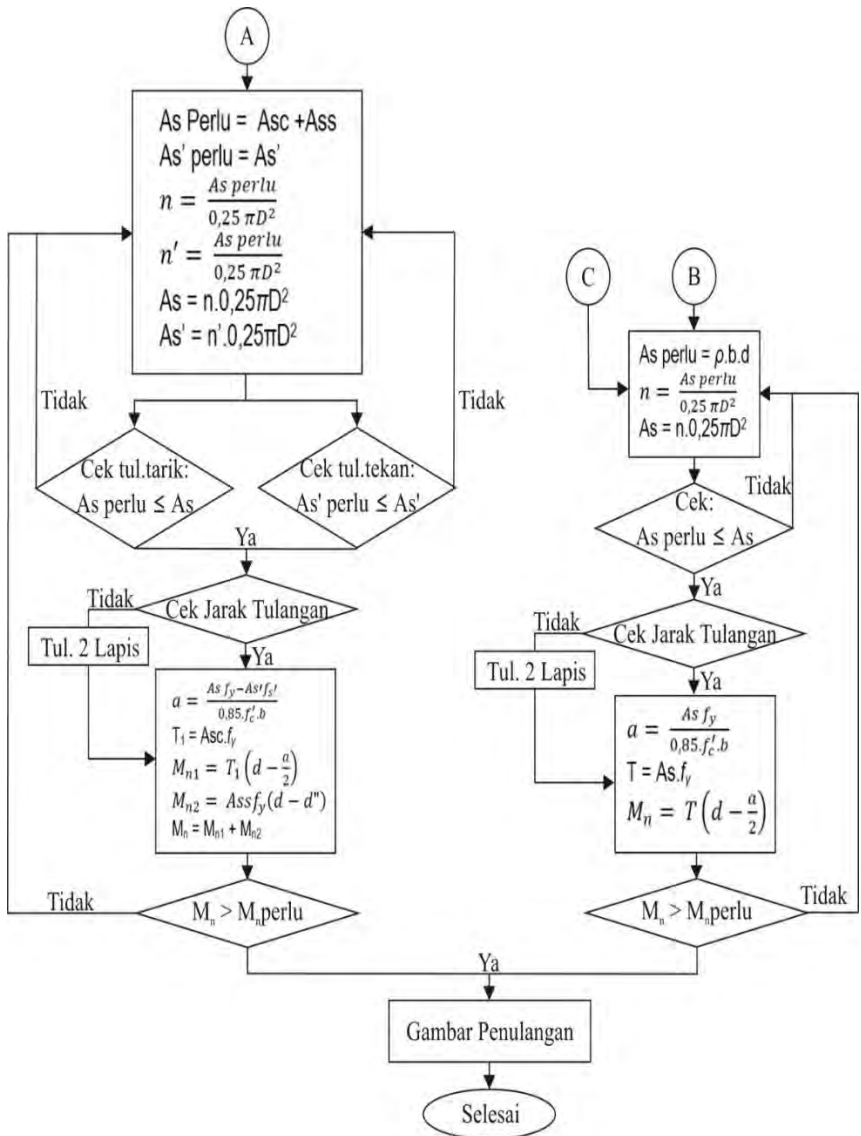 A
As Perlu = Asc +Ass
As' perlu = As'
n = As perlu / 0,25 πD²
n' = As perlu / 0,25 πD²
As = n.0,25πD²
As' = n'.0,25πD²
Tidak
Tidak
Cek tul.tarik:
As perlu ≤ As
Cek tul.tekan:
As' perlu ≤ As'
Ya
Tidak
Cek Jarak Tulangan
Tul. 2 Lapis
Ya
a = As fy−As'fs' / 0,85.f'c.b
T₁ = Asc.fy
Mn1 = T₁ (d − a/2)
Mn2 = Assfy(d − d")
Mn = Mn1 + Mn2
Tidak
Mn > Mnperlu
C
B
As perlu = ρ.b.d
n = As perlu / 0,25 πD²
As = n.0,25πD²
Tidak
Cek:
As perlu ≤ As
Ya
Tidak
Cek Jarak Tulangan
Tul. 2 Lapis
Ya
a = As fy / 0,85.f'c.b
T = As.fy
Mn = T (d − a/2)
Tidak
Mn > Mnperlu
Ya
Gambar Penulangan
Selesai